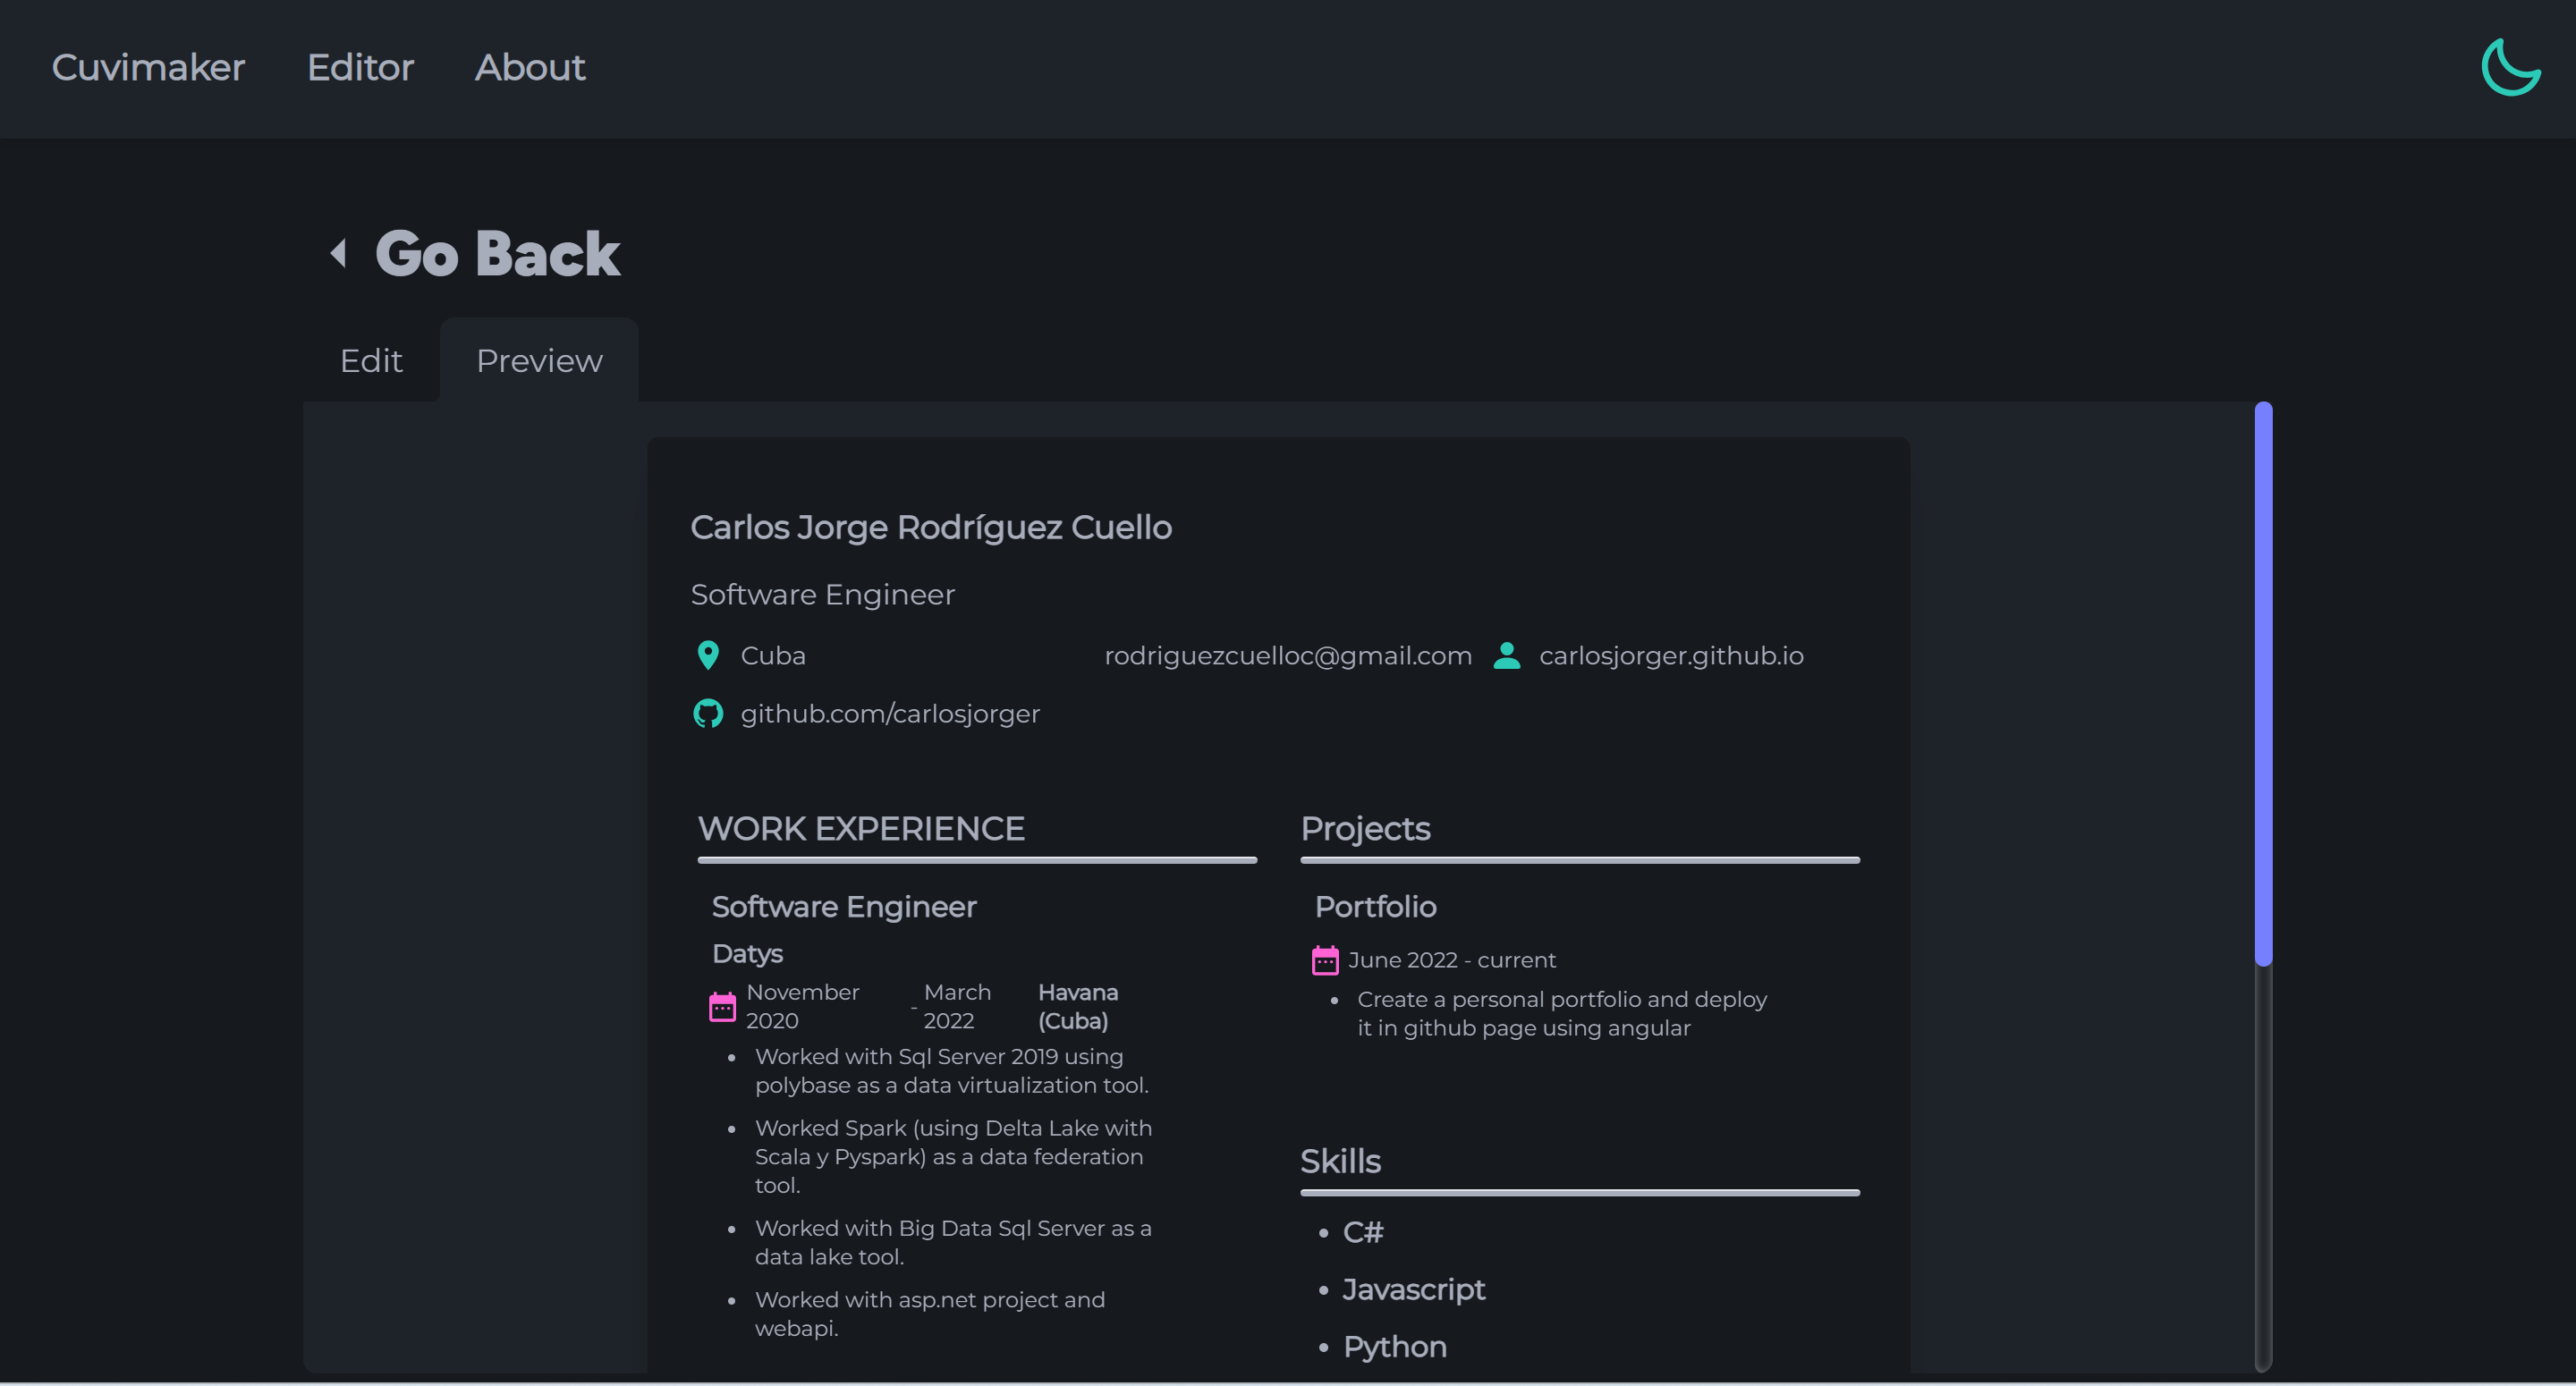 Cuvimaker Editor About
Go Back
Edit Preview
Carlos Jorge Rodríguez Cuello
Software Engineer
Cuba rodriguezcuelloc@gmail.com carlosjorger.github.io
github.com/carlosjorger
WORK EXPERIENCE
Software Engineer
Datys
November 2020 - March 2022 Havana (Cuba)
• Worked with Sql Server 2019 using
polybase as a data virtualization tool.
• Worked Spark (using Delta Lake with
Scala y Pyspark) as a data federation
tool.
• Worked with Big Data Sql Server as a
data lake tool.
• Worked with asp.net project and
webapi.
Projects
Portfolio
June 2022 - current
• Create a personal portfolio and deploy
it in github page using angular
Skills
• C#
• Javascript
• Python